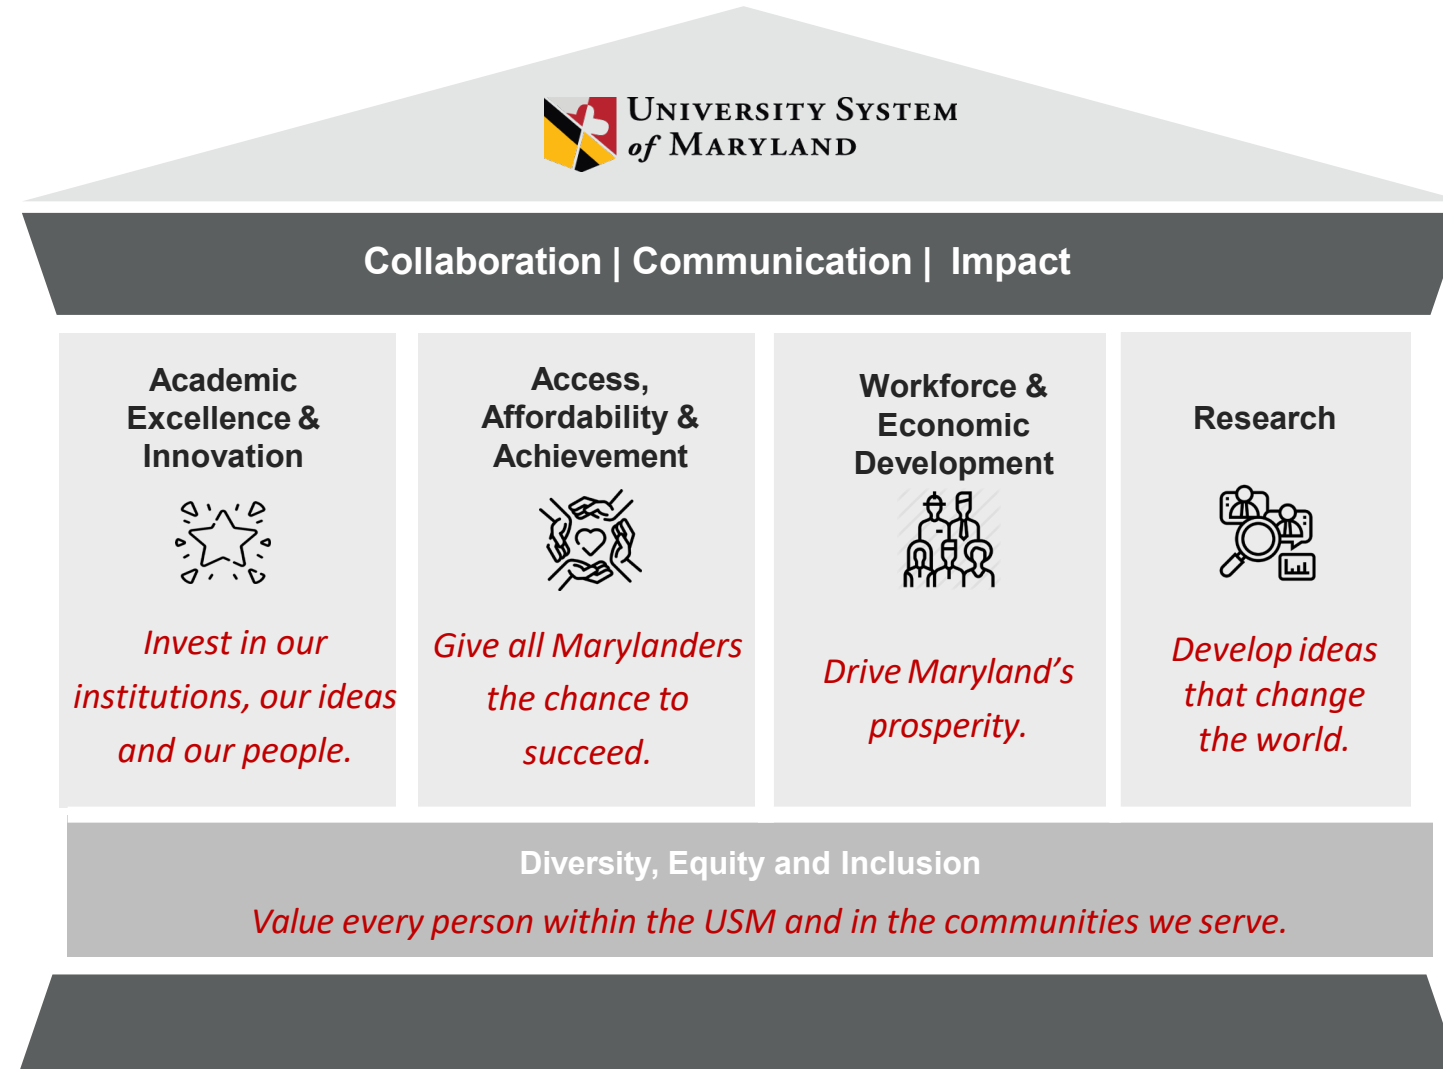 UNIVERSITY SYSTEM
of MARYLAND
Collaboration | Communication | Impact
Academic
Excellence &
Innovation
Invest in our
institutions, our ideas
and our people.
Access,
Affordability &
Achievement
Give all Marylanders
the chance to
succeed.
Workforce &
Economic
Development
Drive Maryland’s
prosperity.
Research
Develop ideas
that change
the world.
Diversity, Equity and Inclusion
Value every person within the USM and in the communities we serve.